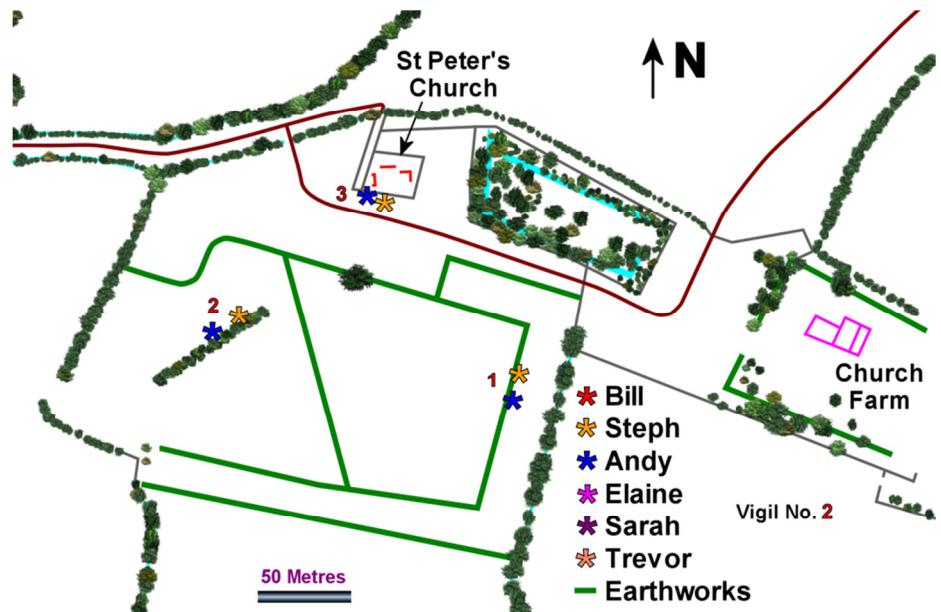 St Peter's
Church
N
3
2
1
Bill
Steph
Andy
Elaine
Sarah
Trevor
Earthworks
Church
Farm
Vigil No. 2
50 Metres